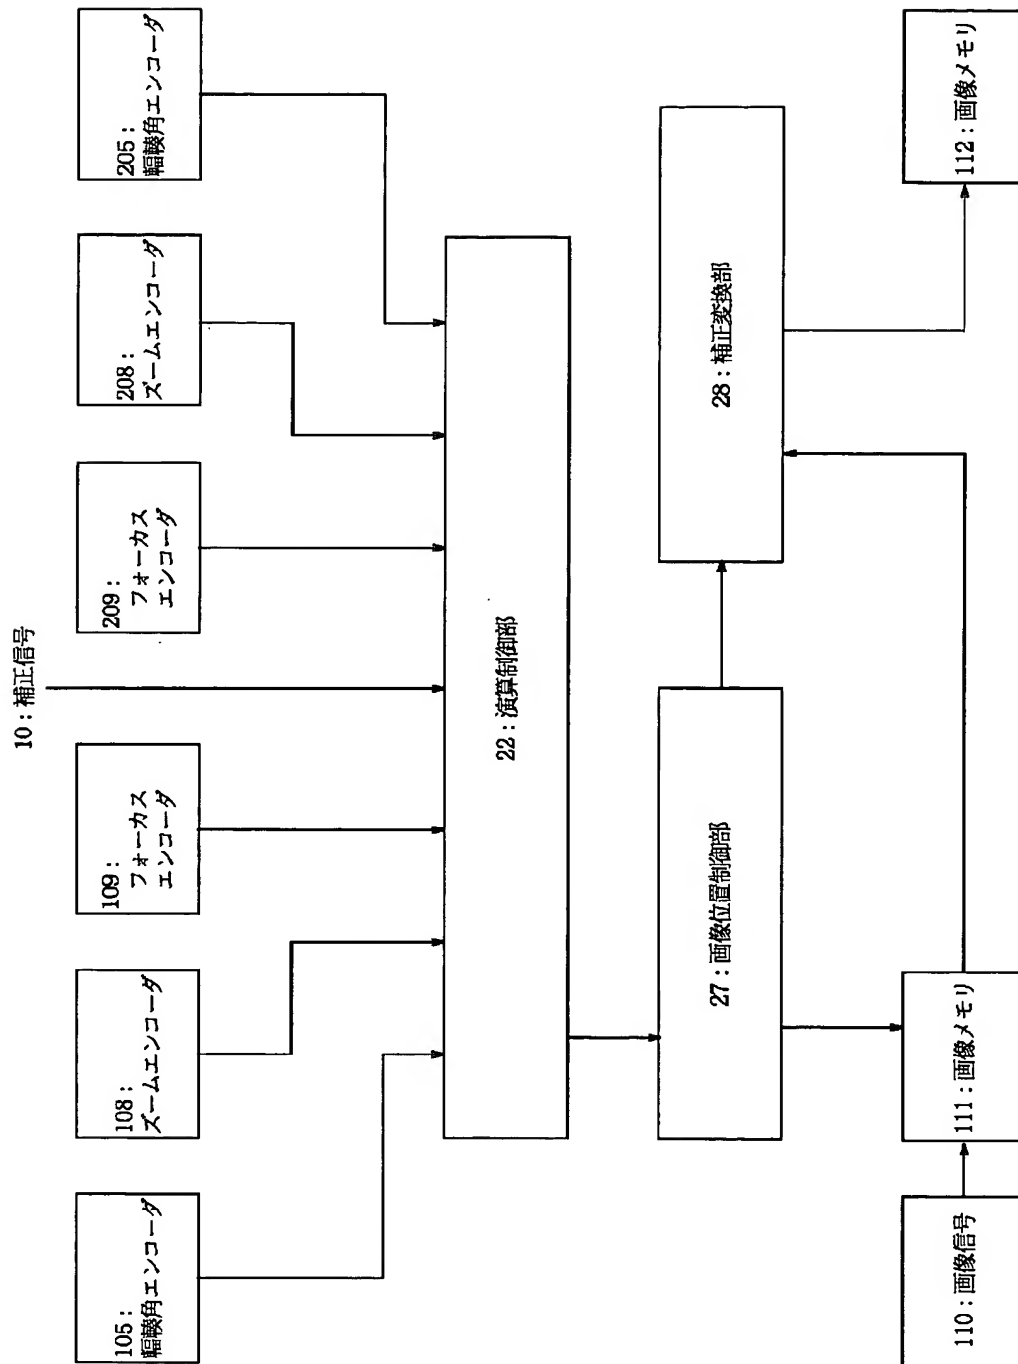 10：補正信号
105：
輻輳角エンコーダ
108：
ズームエンコーダ
109：
フォーカス
エンコーダ
209：
フォーカス
エンコーダ
208：
ズームエンコーダ
205：
輻輳角エンコーダ
22：演算制御部
27：画像位置制御部
28：補正変換部
110：画像信号
111：画像メモリ
112：画像メモリ